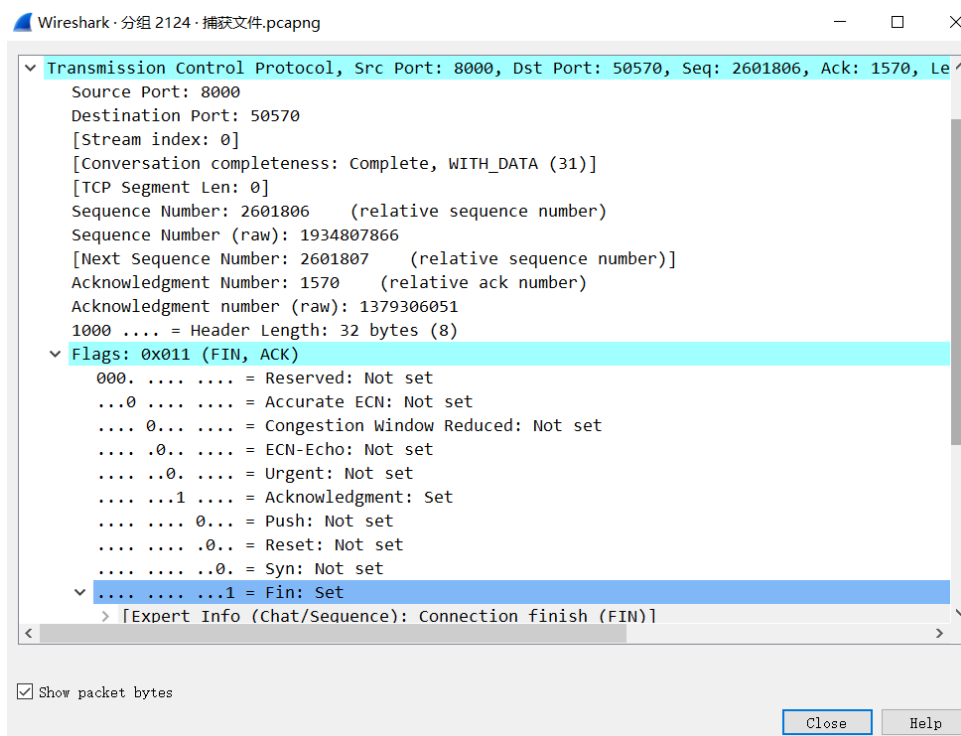 Wireshark · 分组 2124 · 捕获文件.pcapng
Transmission Control Protocol, Src Port: 8000, Dst Port: 50570, Seq: 2601806, Ack: 1570, Le
Source Port: 8000
Destination Port: 50570
[Stream index: 0]
[Conversation completeness: Complete, WITH_DATA (31)]
[TCP Segment Len: 0]
Sequence Number: 2601806    (relative sequence number)
Sequence Number (raw): 1934807866
[Next Sequence Number: 2601807    (relative sequence number)]
Acknowledgment Number: 1570    (relative ack number)
Acknowledgment number (raw): 1379306051
1000 .... = Header Length: 32 bytes (8)
Flags: 0x011 (FIN, ACK)
000. .... .... = Reserved: Not set
...0 .... .... = Accurate ECN: Not set
.... 0... .... = Congestion Window Reduced: Not set
.... .0.. .... = ECN-Echo: Not set
.... ..0. .... = Urgent: Not set
.... ...1 .... = Acknowledgment: Set
.... .... 0... = Push: Not set
.... .... .0.. = Reset: Not set
.... .... ..0. = Syn: Not set
.... .... ...1 = Fin: Set
[Expert Info (Chat/Sequence): Connection finish (FIN)]
Show packet bytes
Close
Help